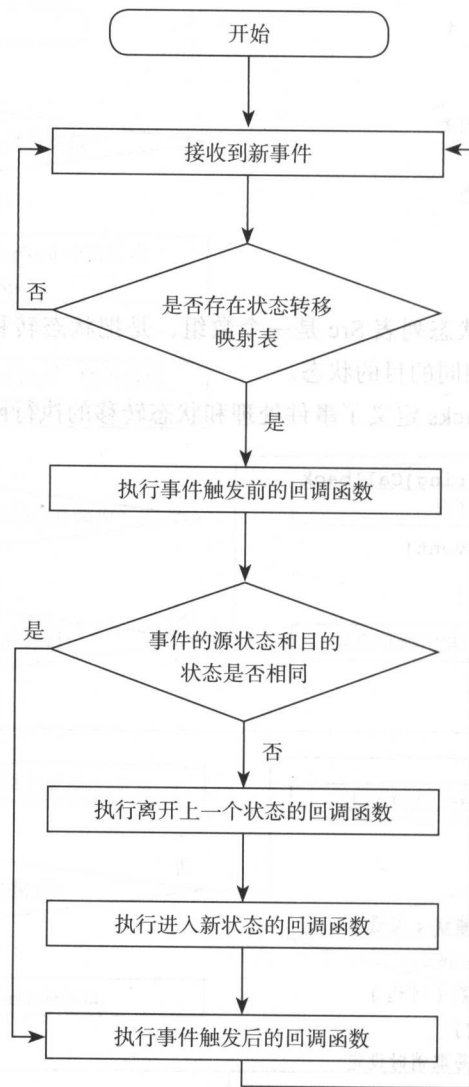 开始
接收到新事件
否
是否存在状态转移
映射表
是
执行事件触发前的回调函数
是
事件的源状态和目的
状态是否相同
否
执行离开上一个状态的回调函数
执行进入新状态的回调函数
执行事件触发后的回调函数